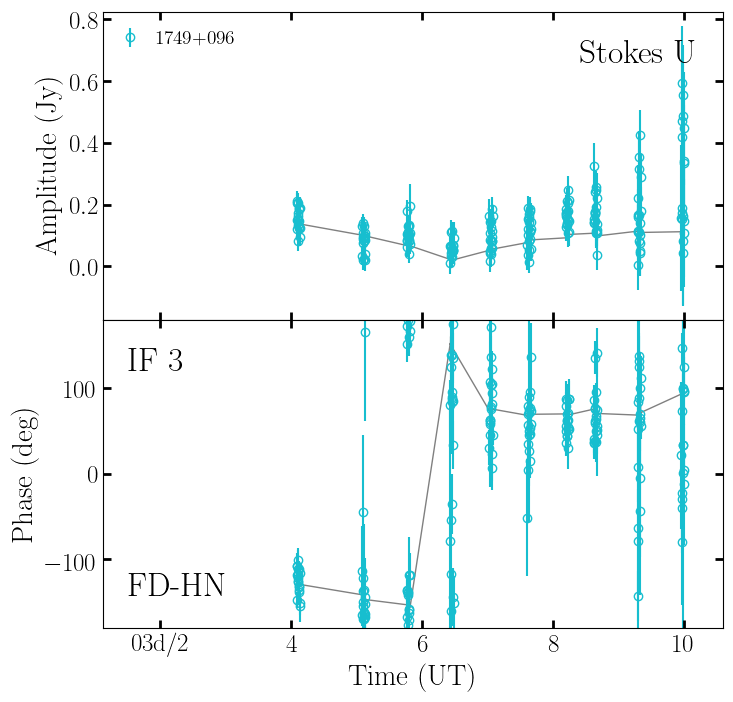 1749+096
Stokes U
Amplitude (Jy)
0.8
0.6
0.4
0.2
0.0
IF 3
FD-HN
Phase (deg)
100
0
−100
03d/2
4
6
8
10
Time (UT)